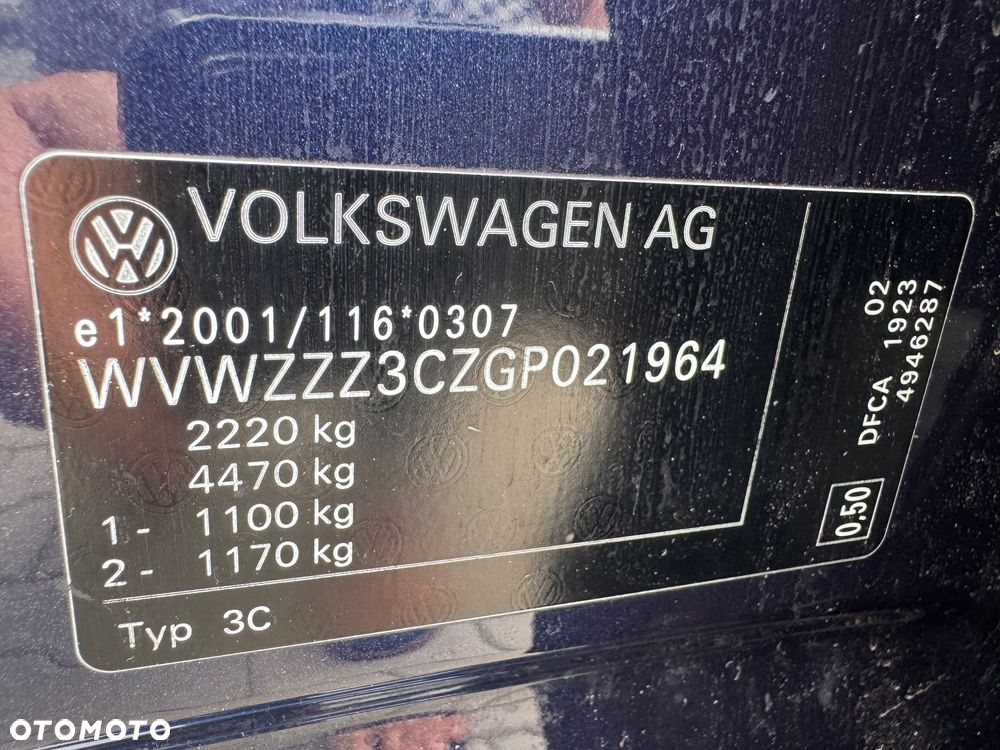 VOLKSWAGEN AG
e1*2001/116*0307
WVWZZZ3CZGP021964
2220 kg
4470 kg
1 - 1100 kg
2 - 1170 kg
Typ 3C
DFCA 02
1923
4946287
0.50
OTOMOTO